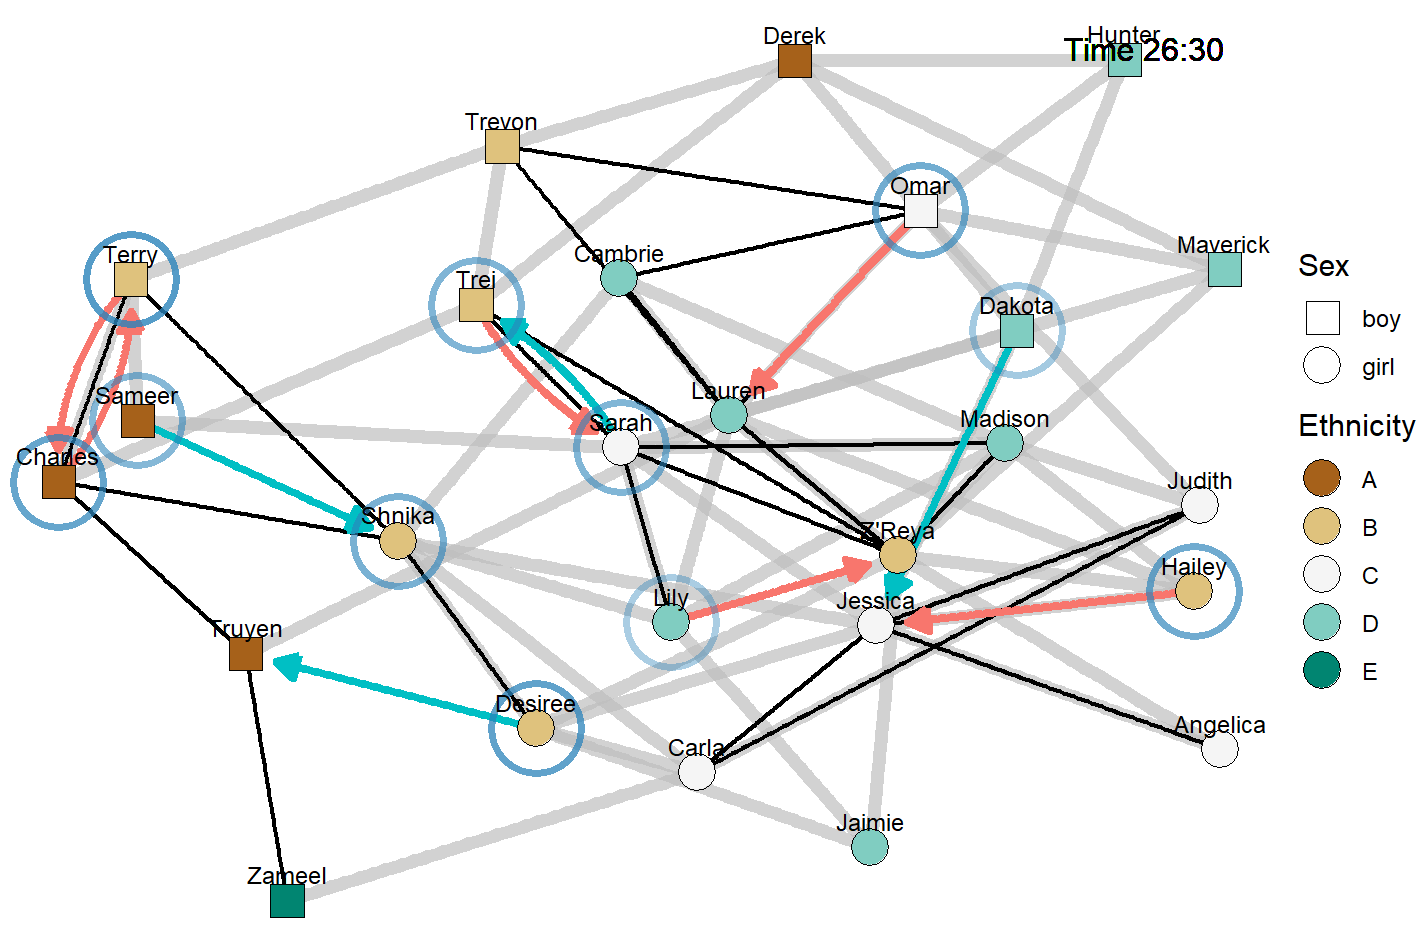 Derek
Hunter
Time 26:30
Trevon
Omar
Maverick
Terry
Cambrie
Trei
Dakota
Sameer
Lauren
Sarah
Madison
Charles
Judith
Shnika
Z'Reya
Hailey
Lily
Jessica
Truyen
Desiree
Angelica
Carla
Jaimie
Zameel
Sex
boy
girl
Ethnicity
A
B
C
D
E